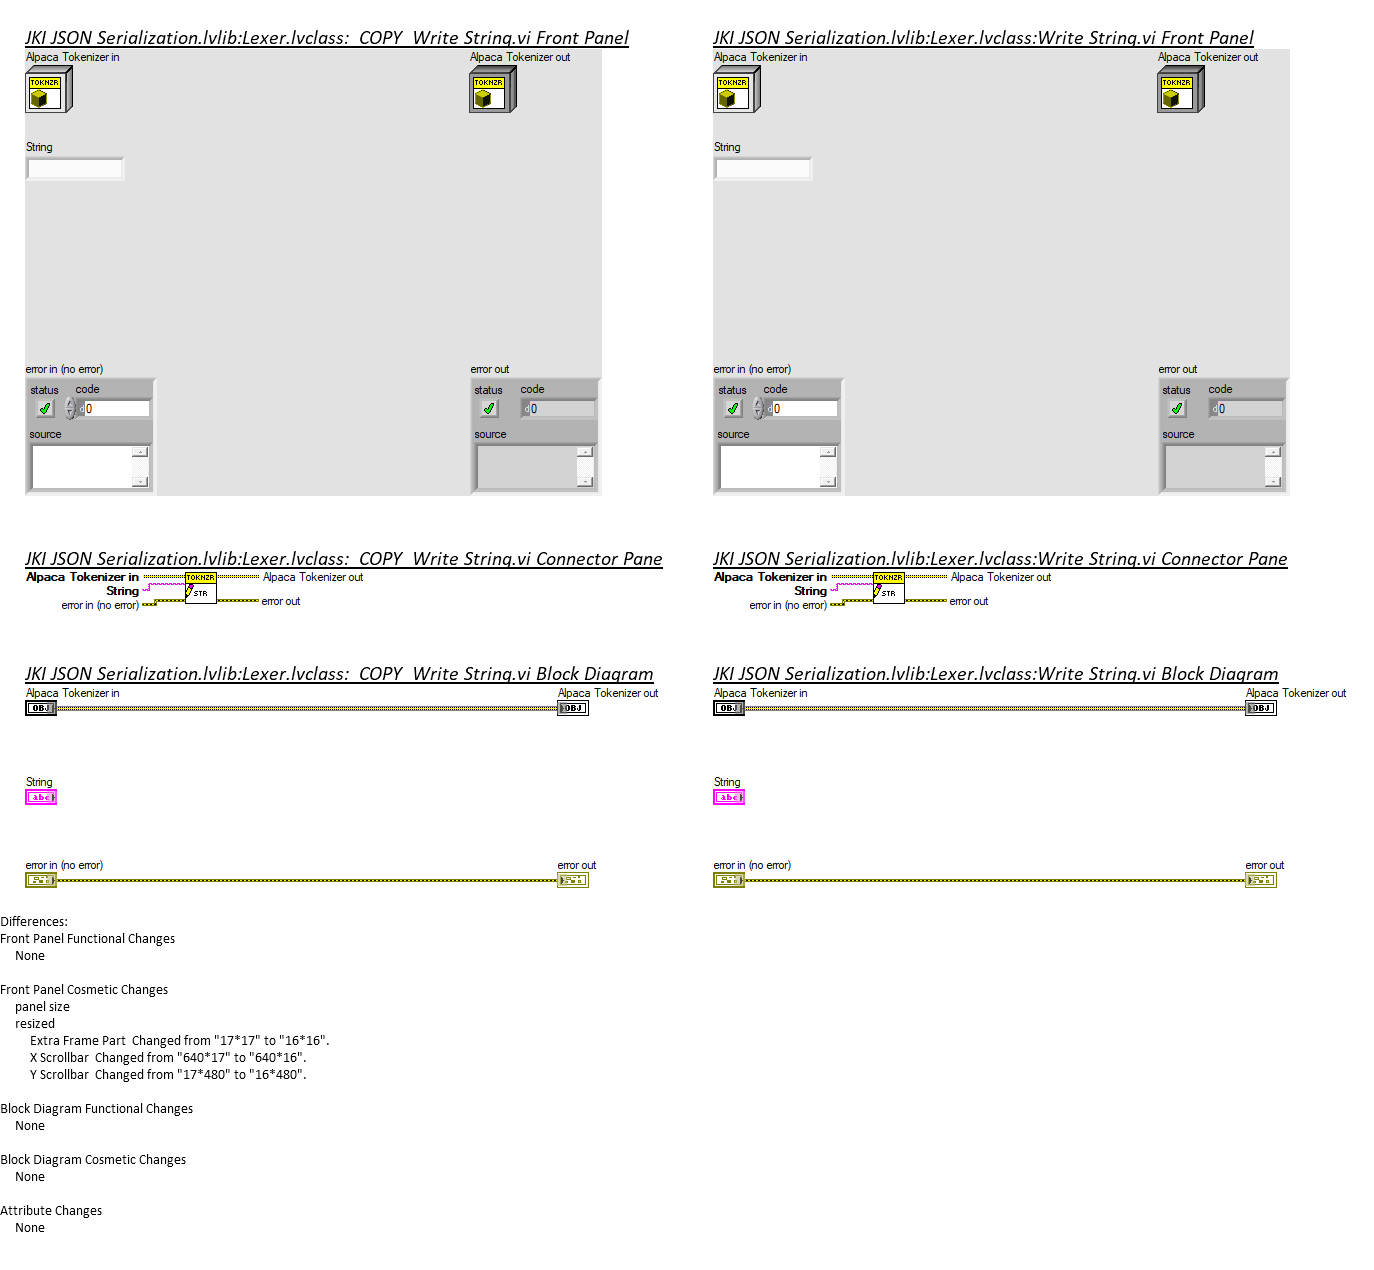 JKI JSON Serialization.lvlib:Lexer.lvclass:  COPY  Write String.vi Front Panel
Alpaca Tokenizer in
Alpaca Tokenizer out
TOKNZR
TOKNZR
String
error in (no error)
error out
status
code
status
code
d0
d0
source
source
JKI JSON Serialization.lvlib:Lexer.lvclass:Write String.vi Front Panel
Alpaca Tokenizer in
Alpaca Tokenizer out
TOKNZR
TOKNZR
String
error in (no error)
error out
status
code
status
code
d0
d0
source
source
JKI JSON Serialization.lvlib:Lexer.lvclass:  COPY  Write String.vi Connector Pane
Alpaca Tokenizer in
TOKNZR
Alpaca Tokenizer out
String
STR
error in (no error)
error out
JKI JSON Serialization.lvlib:Lexer.lvclass:Write String.vi Connector Pane
Alpaca Tokenizer in
TOKNZR
Alpaca Tokenizer out
String
STR
error in (no error)
error out
JKI JSON Serialization.lvlib:Lexer.lvclass:  COPY  Write String.vi Block Diagram
Alpaca Tokenizer in
Alpaca Tokenizer out
OBJ
OBJ
String
abc
error in (no error)
error out
JKI JSON Serialization.lvlib:Lexer.lvclass:Write String.vi Block Diagram
Alpaca Tokenizer in
Alpaca Tokenizer out
OBJ
OBJ
String
abc
error in (no error)
error out
Differences:
Front Panel Functional Changes
None
Front Panel Cosmetic Changes
panel size
resized
Extra Frame Part  Changed from "17*17" to "16*16".
X Scrollbar  Changed from "640*17" to "640*16".
Y Scrollbar  Changed from "17*480" to "16*480".
Block Diagram Functional Changes
None
Block Diagram Cosmetic Changes
None
Attribute Changes
None